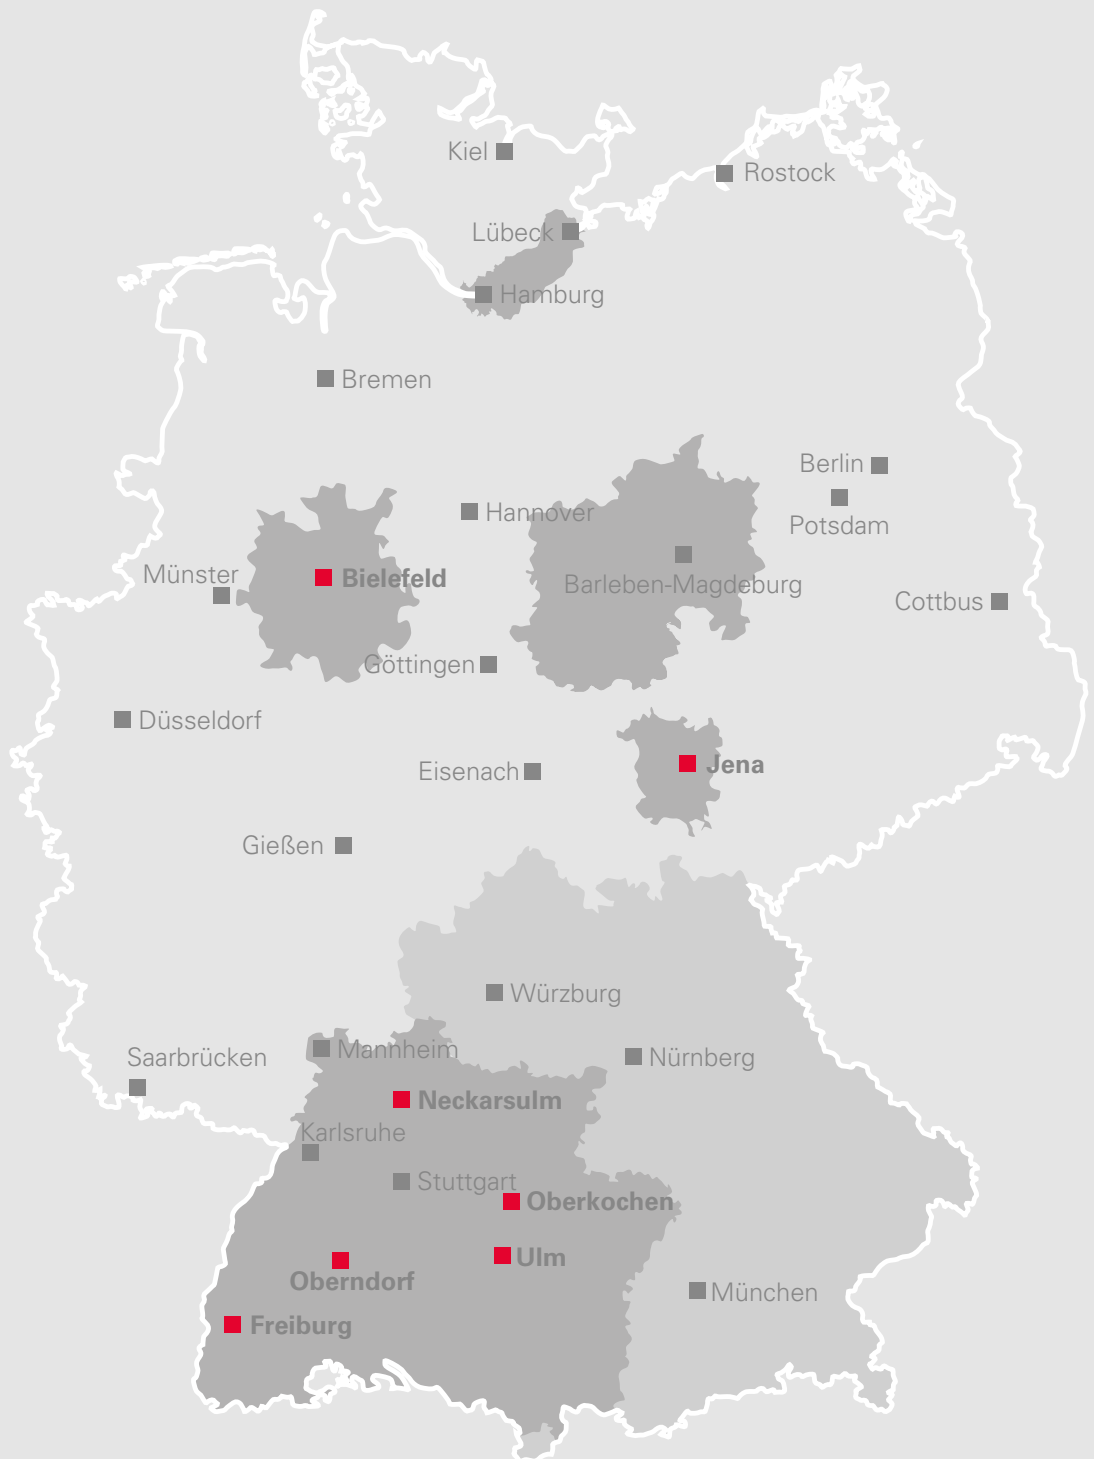 Kiel
Rostock
Lübeck
Hamburg
Bremen
Berlin
Hannover
Potsdam
Münster
Bielefeld
Barleben-Magdeburg
Cottbus
Göttingen
Düsseldorf
Eisenach
Jena
Gießen
Würzburg
Saarbrücken
Mannheim
Nürnberg
Neckarsulm
Karlsruhe
Stuttgart
Oberkochen
Ulm
Oberndorf
München
Freiburg